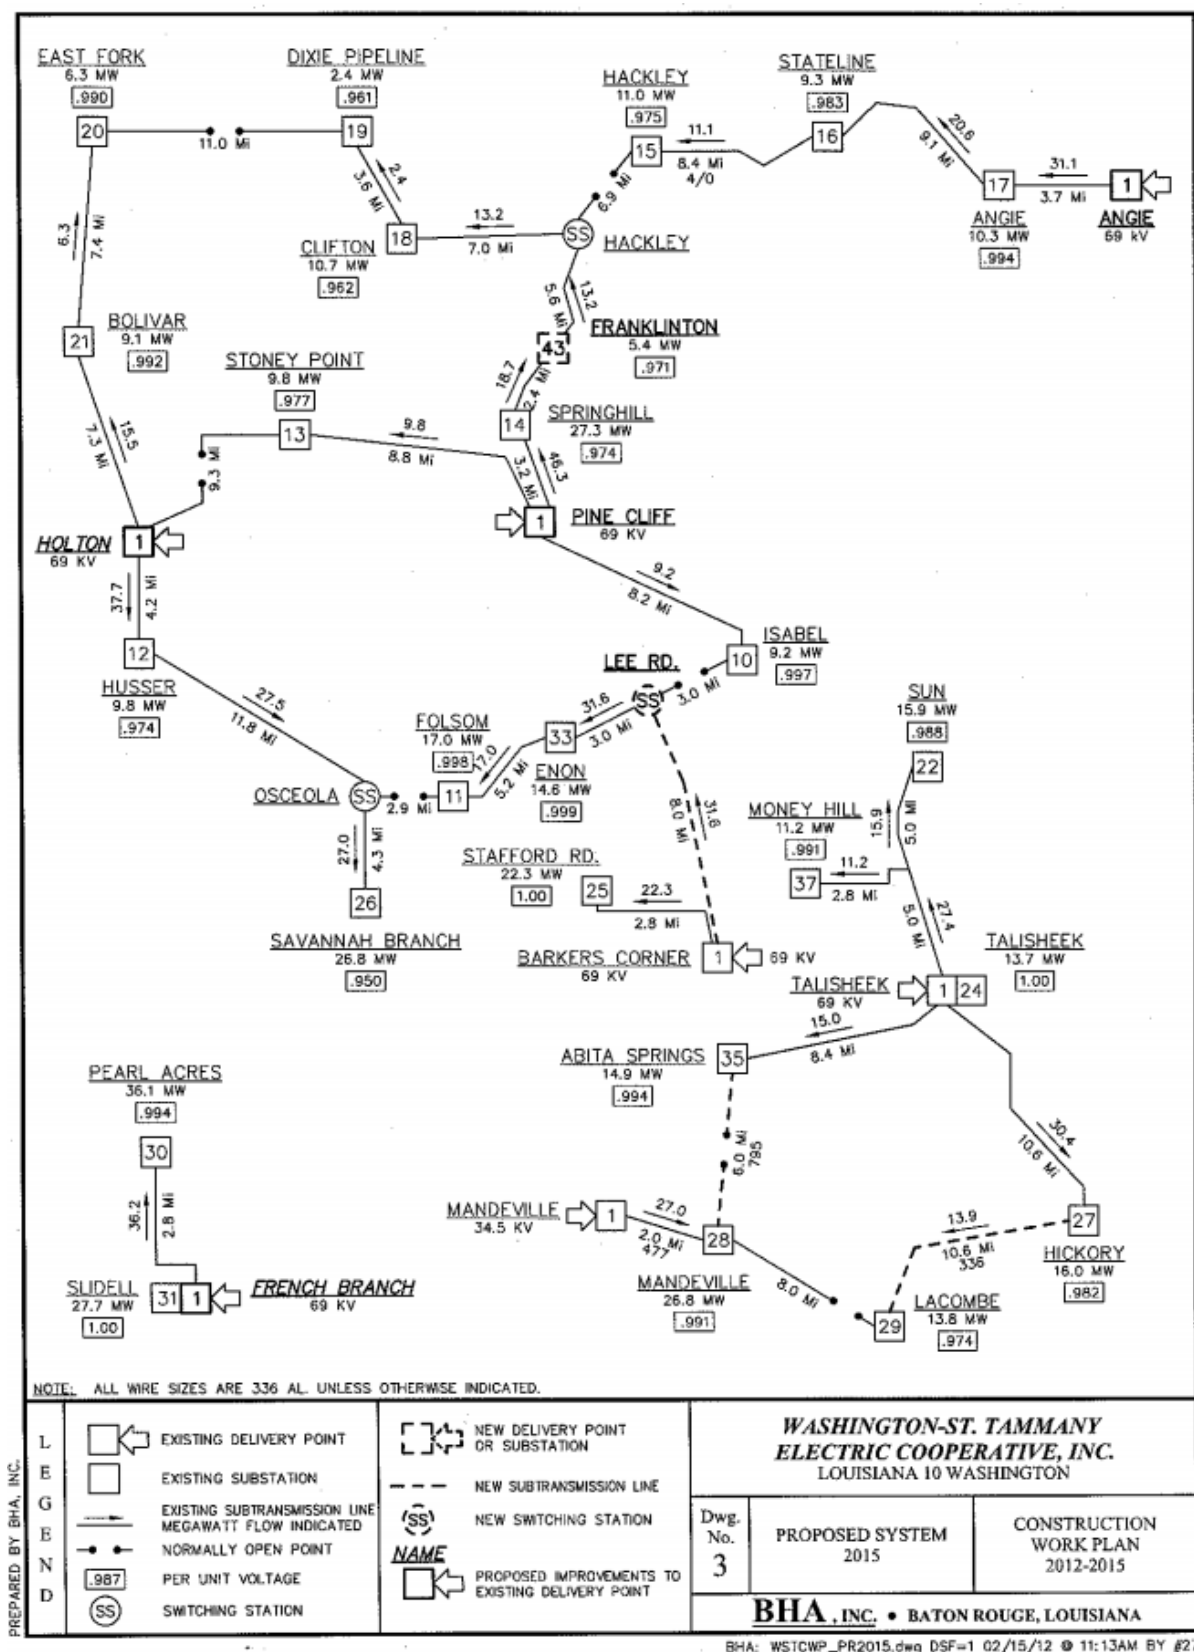 EAST FORK
6.3 MW
.990
20
11.0 Mi
DIXIE PIPELINE
2.4 MW
.961
19
2.4
3.6 Mi
HACKLEY
11.0 MW
.975
15
11.1
8.4 Mi
4/0
STATELINE
9.3 MW
.983
16
20.6
9.1 Mi
17
31.1
3.7 Mi
1
ANGIE
10.3 MW
.994
ANGIE
69 kV
6.9 Mi
SS
HACKLEY
13.2
7.0 Mi
18
CLIFTON
10.7 MW
.962
6.3
7.4 Mi
21
BOLIVAR
9.1 MW
.992
5.6 Mi
13.2
43
FRANKLINTON
5.4 MW
.971
18.7
2.4 Mi
STONEY POINT
9.8 MW
.977
13
9.8
8.8 Mi
14
SPRINGHILL
27.3 MW
.974
3.2 Mi
46.3
15.5
7.3 Mi
9.3 Mi
1
PINE CLIFF
69 KV
HOLTON
69 KV
1
37.7
4.2 Mi
9.2
8.2 Mi
12
HUSSER
9.8 MW
.974
27.5
11.8 Mi
10
ISABEL
9.2 MW
.997
LEE RD.
SS
3.0 Mi
31.6
3.0 Mi
33
ENON
14.6 MW
.999
FOLSOM
17.0 MW
.998
17.0
5.2 Mi
11
OSCEOLA
SS
2.9 Mi
27.0
4.3 Mi
26
SAVANNAH BRANCH
26.8 MW
.950
SUN
15.9 MW
.988
22
15.9
5.0 Mi
MONEY HILL
11.2 MW
.991
37
11.2
2.8 Mi
27.4
5.0 Mi
8.0 Mi
31.6
STAFFORD RD.
22.3 MW
1.00
25
22.3
2.8 Mi
BARKERS CORNER
69 KV
1
69 KV
TALISHEEK
69 KV
1
24
TALISHEEK
13.7 MW
1.00
15.0
8.4 Mi
ABITA SPRINGS
14.9 MW
.994
35
30.4
10.6 Mi
6.0 Mi
795
PEARL ACRES
36.1 MW
.994
30
36.2
2.8 Mi
SLIDELL
27.7 MW
1.00
31
1
FRENCH BRANCH
69 KV
MANDEVILLE
34.5 KV
1
27.0
2.0 Mi
477
28
MANDEVILLE
26.8 MW
.991
8.0 Mi
13.9
10.6 Mi
336
27
HICKORY
16.0 MW
.982
29
LACOMBE
13.8 MW
.974
NOTE: ALL WIRE SIZES ARE 336 AL. UNLESS OTHERWISE INDICATED.
PREPARED BY BHA, INC.
LEGEND
EXISTING DELIVERY POINT
EXISTING SUBSTATION
EXISTING SUBTRANSMISSION LINE
MEGAWATT FLOW INDICATED
NORMALLY OPEN POINT
.987
PER UNIT VOLTAGE
SS
SWITCHING STATION
NEW DELIVERY POINT
OR SUBSTATION
NEW SUBTRANSMISSION LINE
SS
NEW SWITCHING STATION
NAME
PROPOSED IMPROVEMENTS TO
EXISTING DELIVERY POINT
WASHINGTON-ST. TAMMANY
ELECTRIC COOPERATIVE, INC.
LOUISIANA 10 WASHINGTON
Dwg.
No.
3
PROPOSED SYSTEM
2015
CONSTRUCTION
WORK PLAN
2012-2015
BHA, INC. • BATON ROUGE, LOUISIANA
BHA: WSTCWP_PR2015.dwg DSF=1 02/15/12 @ 11:13AM BY